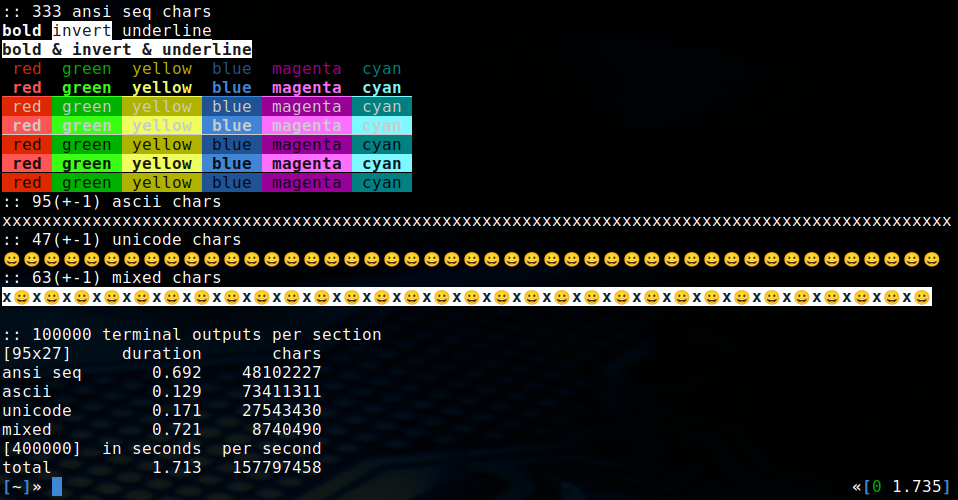 :: 333 ansi seq chars
bold invert underline
bold & invert & underline
red green yellow blue magenta cyan
red green yellow blue magenta cyan
red green yellow blue magenta cyan
red green yellow blue magenta cyan
red green yellow blue magenta cyan
red green yellow blue magenta cyan
red green yellow blue magenta cyan
:: 95(+-1) ascii chars
xxxxxxxxxxxxxxxxxxxxxxxxxxxxxxxxxxxxxxxxxxxxxxxxxxxxxxxxxxxxxxxxxxxxxxxxxxxxxxxxxxxxxxxxxxxxxxx
:: 47(+-1) unicode chars
😀😀😀😀😀😀😀😀😀😀😀😀😀😀😀😀😀😀😀😀😀😀😀😀😀😀😀😀😀😀😀😀😀😀😀😀😀😀😀😀😀😀😀😀😀😀😀
:: 63(+-1) mixed chars
x😀x😀x😀x😀x😀x😀x😀x😀x😀x😀x😀x😀x😀x😀x😀x😀x😀x😀x😀x😀x😀x😀x😀x😀x😀x😀x😀x😀x😀x😀x😀
:: 100000 terminal outputs per section
[95x27] duration chars
ansi seq 0.692 48102227
ascii 0.129 73411311
unicode 0.171 27543430
mixed 0.721 8740490
[400000] in seconds per second
total 1.713 157797458
[~]» «[0 1.735]